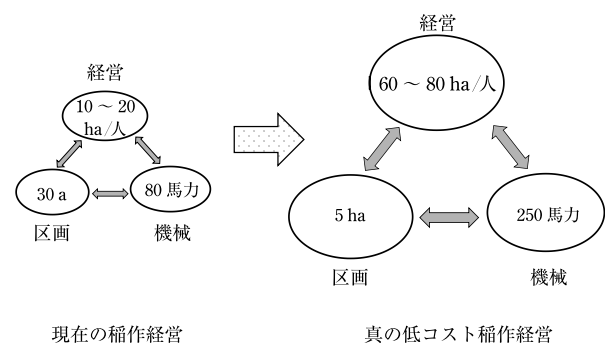 経営
10 ～ 20
ha/人
30 a
80 馬力
区画
機械
現在の稲作経営
経営
60 ～ 80 ha/人
5 ha
250 馬力
区画
機械
真の低コスト稲作経営